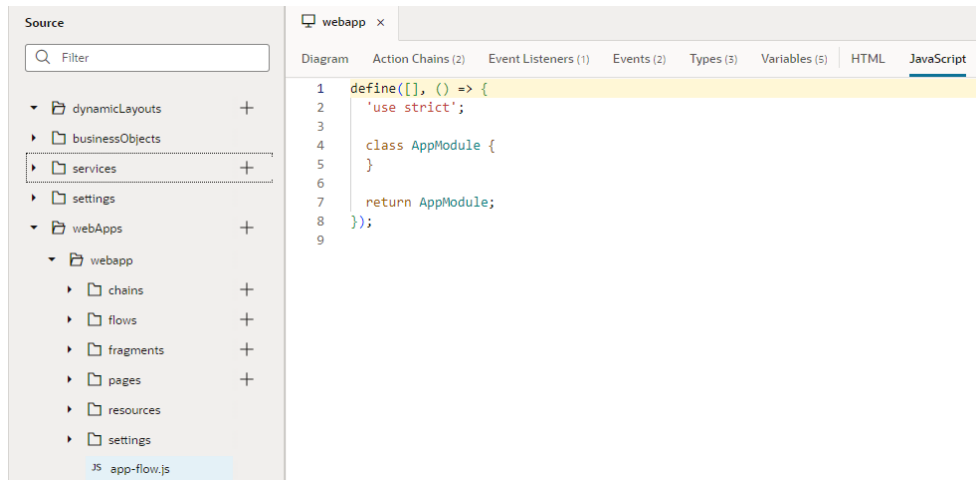 Source
Filter
dynamicLayouts
businessObjects
services
settings
webApps
webapp
chains
flows
fragments
pages
resources
settings
JS app-flow.js
webapp ×
Diagram Action Chains (2) Event Listeners (1) Events (2) Types (3) Variables (5) HTML JavaScript
1 define([], () => {
2 'use strict';
3
4 class AppModule {
5 }
6
7 return AppModule;
8 });
9